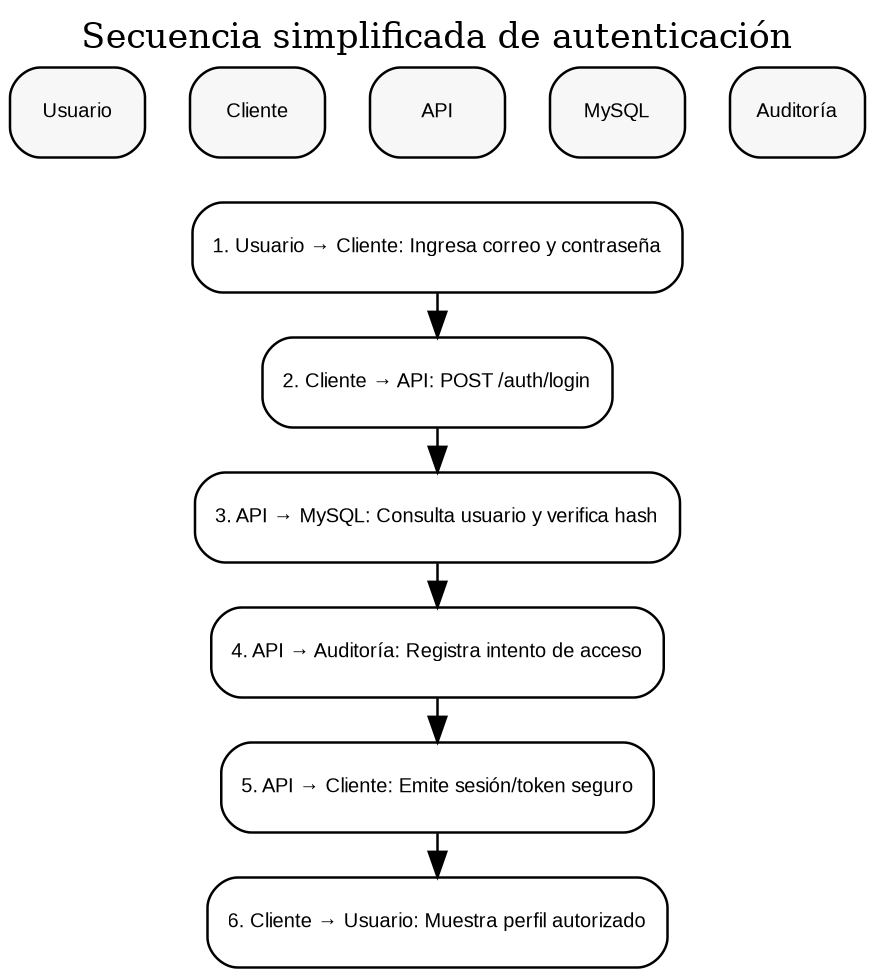 Secuencia simplificada de autenticación
Usuario
Cliente
API
MySQL
Auditoría
1. Usuario → Cliente: Ingresa correo y contraseña
2. Cliente → API: POST /auth/login
3. API → MySQL: Consulta usuario y verifica hash
4. API → Auditoría: Registra intento de acceso
5. API → Cliente: Emite sesión/token seguro
6. Cliente → Usuario: Muestra perfil autorizado